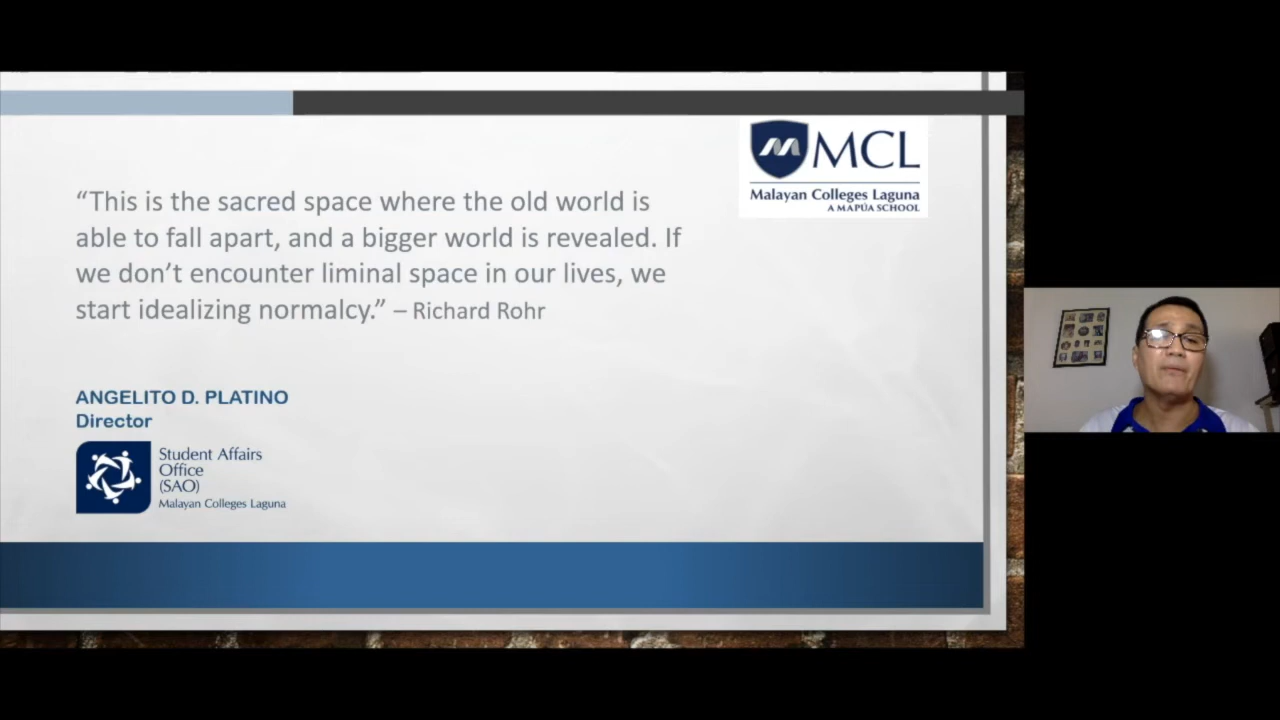 MCL
Malayan Colleges Laguna
A MAPÚA SCHOOL
“This is the sacred space where the old world is
able to fall apart, and a bigger world is revealed. If
we don’t encounter liminal space in our lives, we
start idealizing normalcy.” – Richard Rohr
ANGELITO D. PLATINO
Director
Student Affairs
Office
(SAO)
Malayan Colleges Laguna